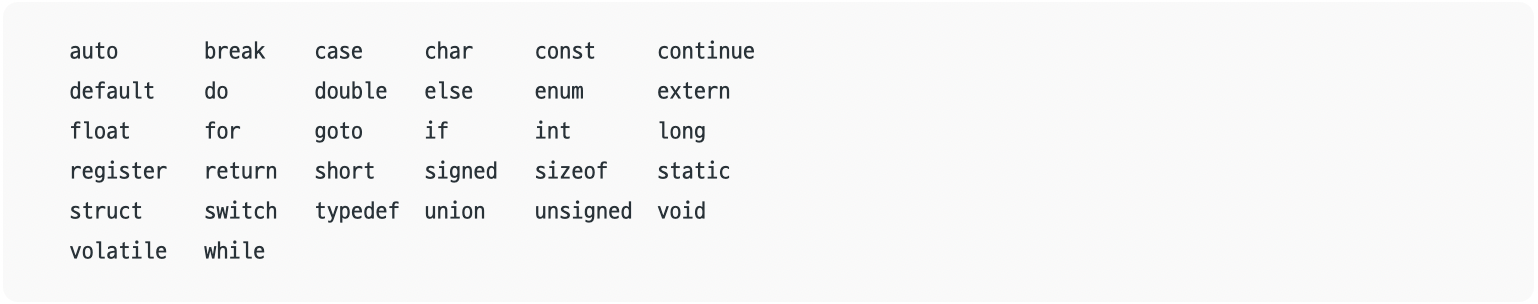 auto break case char const continue
default do double else enum extern
float for goto if int long
register return short signed sizeof static
struct switch typedef union unsigned void
volatile while